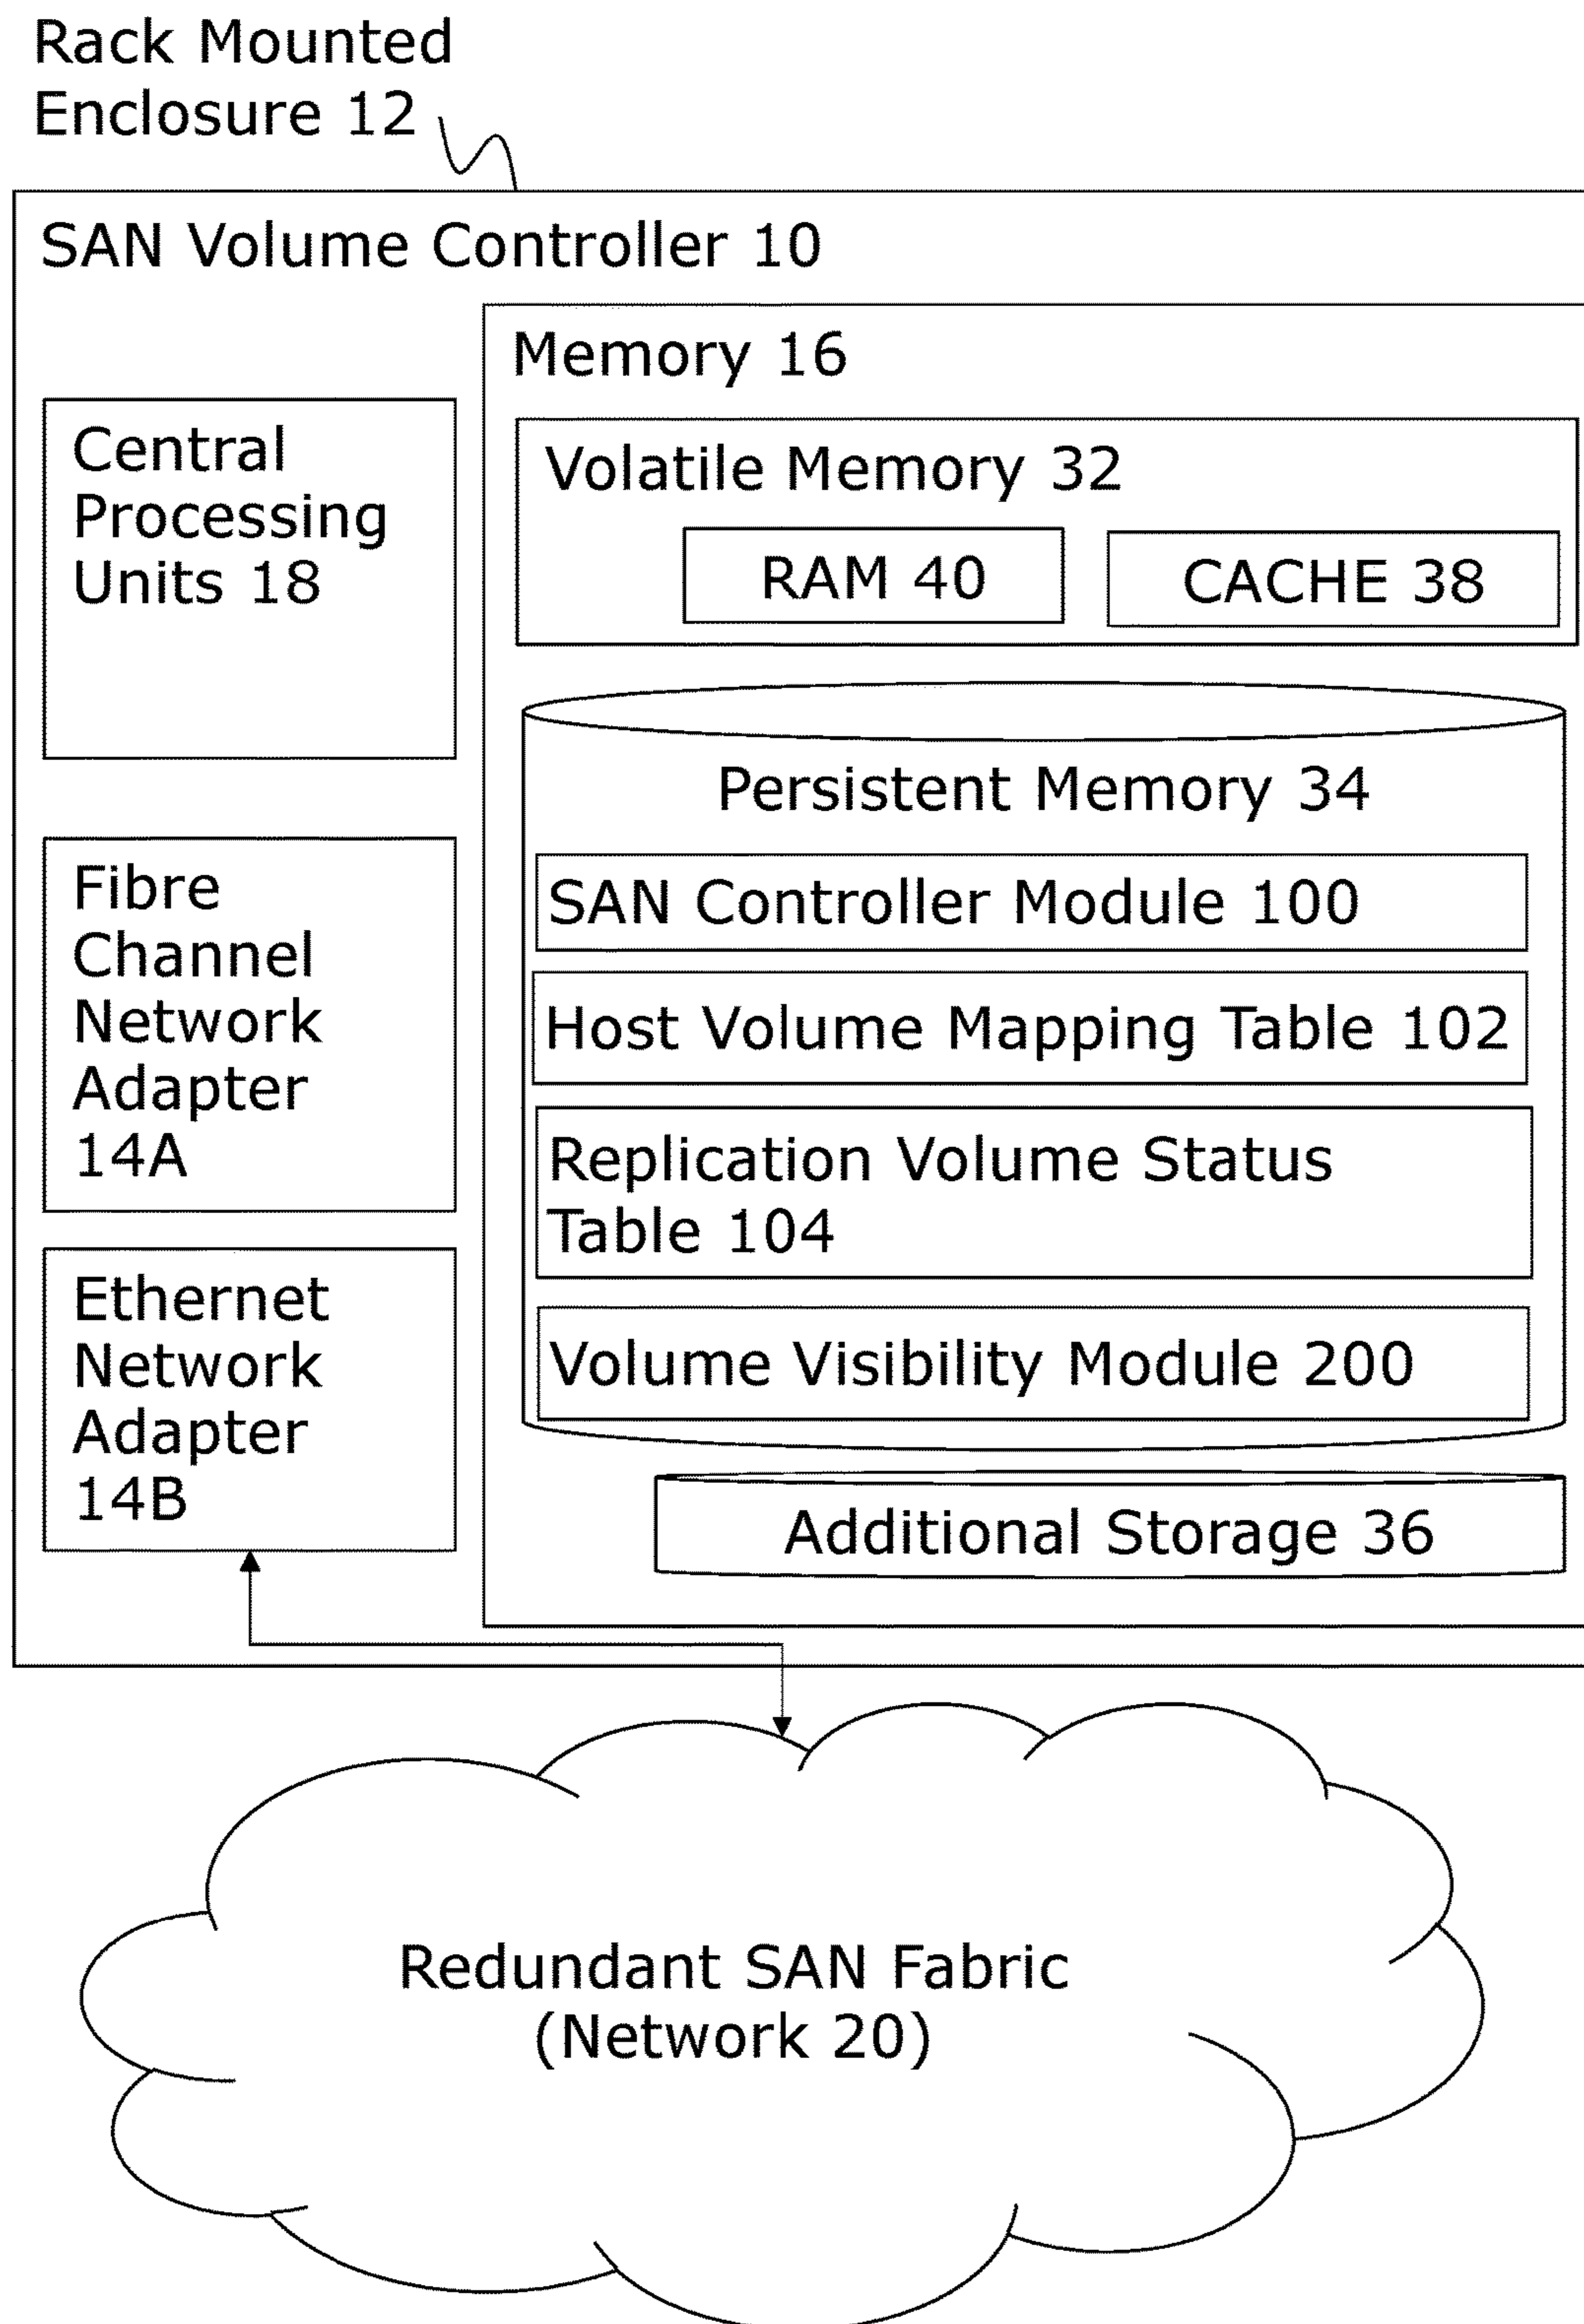 Rack Mounted
Enclosure 12
SAN Volume Controller 10
Memory 16
Central
Processing
Units 18
Volatile Memory 32
RAM 40
CACHE 38
Persistent Memory 34
SAN Controller Module 100
Host Volume Mapping Table 102
Replication Volume Status
Table 104
Volume Visibility Module 200
Additional Storage 36
Fibre
Channel
Network
Adapter
14A
Ethernet
Network
Adapter
14B
Redundant SAN Fabric
(Network 20)